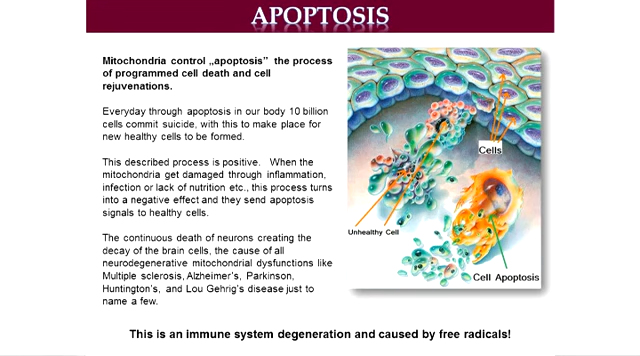 APOPTOSIS
Mitochondria control „apoptosis” the process
of programmed cell death and cell
rejuvenations.
Everyday through apoptosis in our body 10 billion
cells commit suicide, with this to make place for
new healthy cells to be formed.
This described process is positive. When the
mitochondria get damaged through inflammation,
infection or lack of nutrition etc., this process turns
into a negative effect and they send apoptosis
signals to healthy cells.
The continuous death of neurons creating the
decay of the brain cells, the cause of all
neurodegenerative mitochondrial dysfunctions like
Multiple sclerosis, Alzheimer's, Parkinson,
Huntington's, and Lou Gehrig's disease just to
name a few.
Cells
Unhealthy Cell
Cell Apoptosis
This is an immune system degeneration and caused by free radicals!